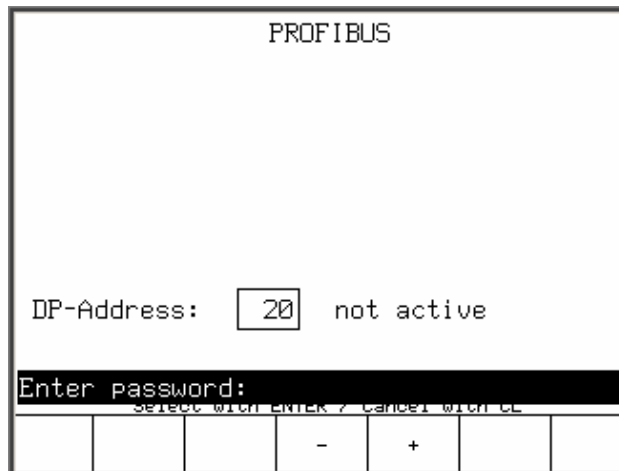 PROFIBUS
DP-Address: 20 not active
Enter password:
Select with ENTER / Cancel with CL
- +